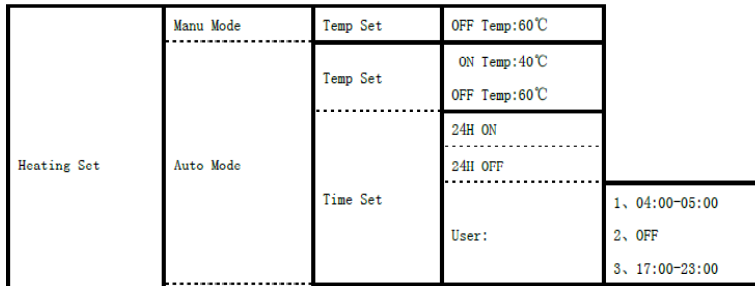 Manu Mode Temp Set OFF Temp:60℃
ON Temp:40℃
Temp Set
OFF Temp:60℃
24H ON
Heating Set Auto Mode 24H OFF
Time Set
1、04:00-05:00
User: 2、OFF
3、17:00-23:00